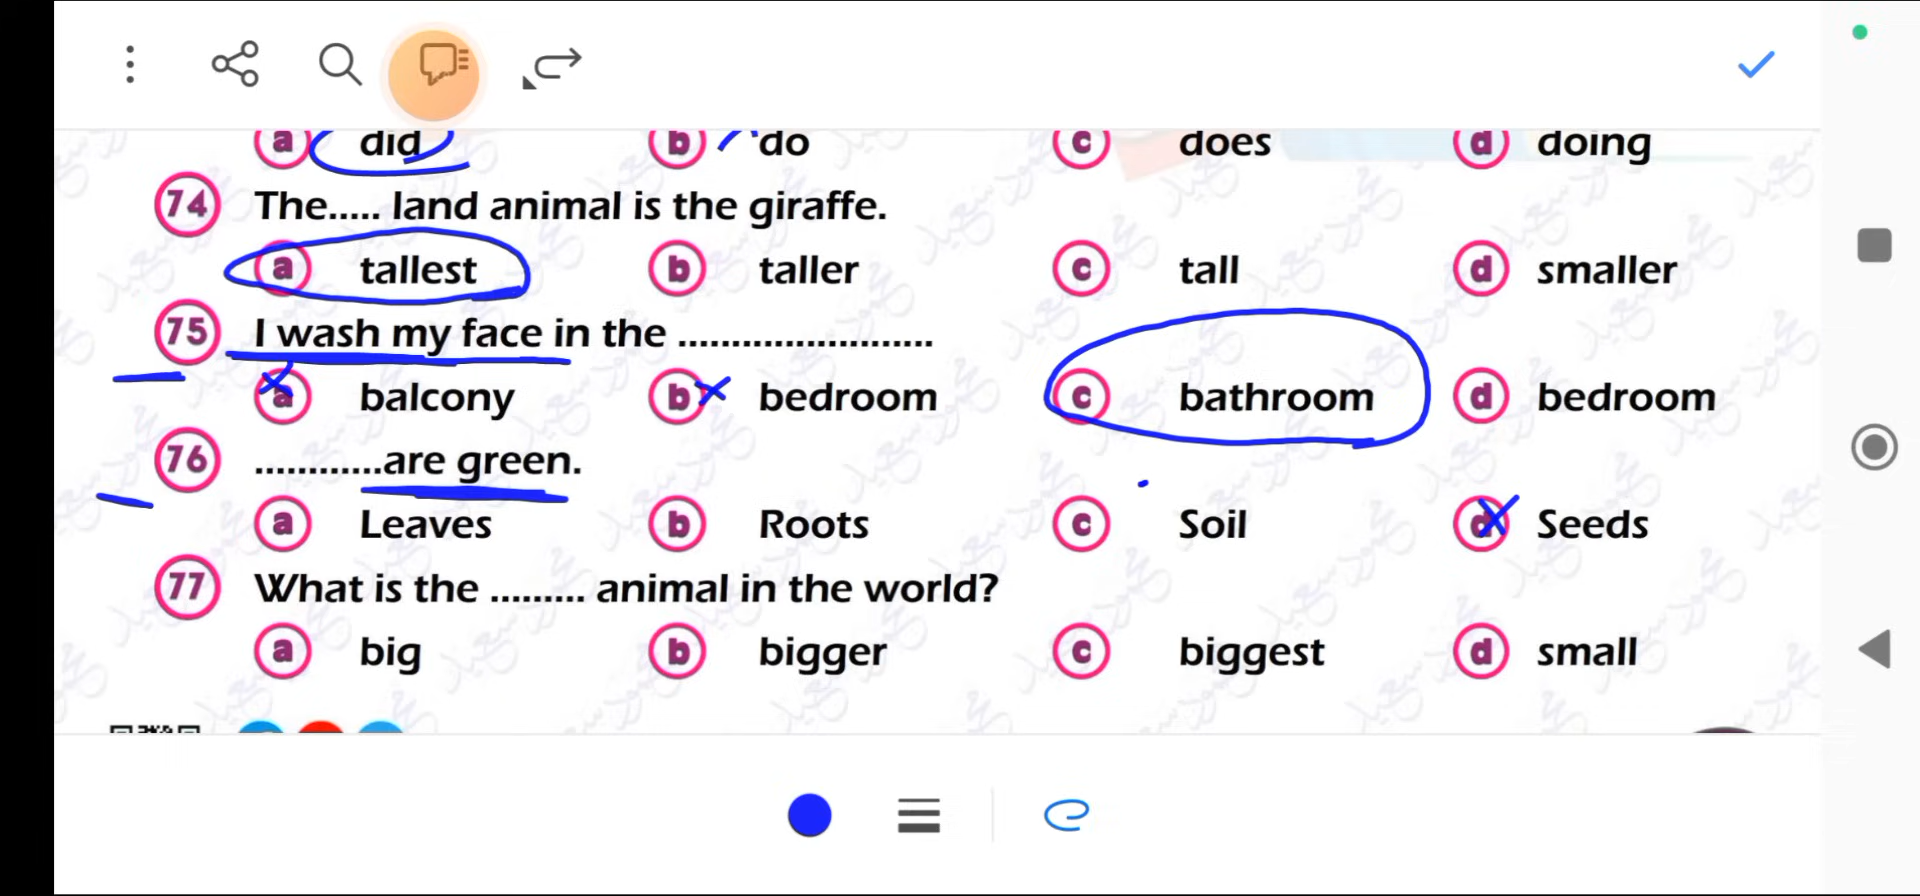 a did b do c does d doing
74 The..... land animal is the giraffe.
a tallest b taller c tall d smaller
75 I wash my face in the ........................
a balcony b bedroom c bathroom d bedroom
76 ............are green.
a Leaves b Roots c Soil d Seeds
77 What is the ......... animal in the world?
a big b bigger c biggest d small